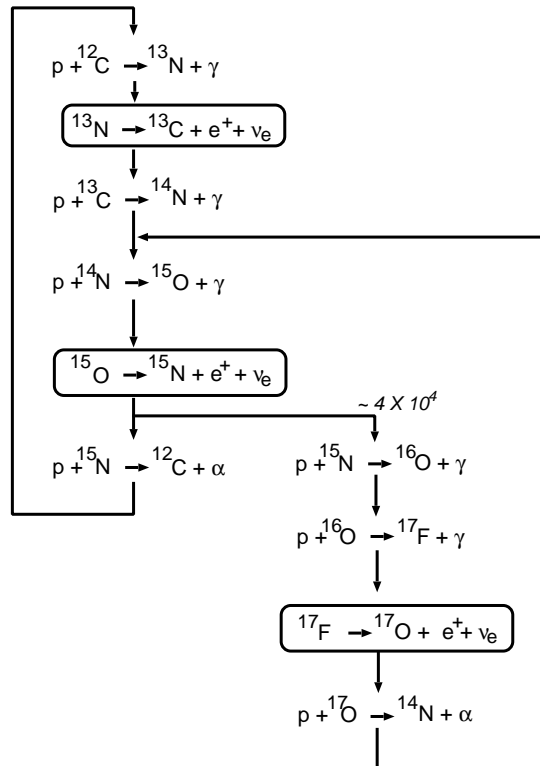 p + ¹²C → ¹³N + γ
¹³N → ¹³C + e⁺ + νₑ
p + ¹³C → ¹⁴N + γ
p + ¹⁴N → ¹⁵O + γ
¹⁵O → ¹⁵N + e⁺ + νₑ
~ 4 X 10⁴
p + ¹⁵N → ¹²C + α
p + ¹⁵N → ¹⁶O + γ
p + ¹⁶O → ¹⁷F + γ
¹⁷F → ¹⁷O + e⁺ + νₑ
p + ¹⁷O → ¹⁴N + α